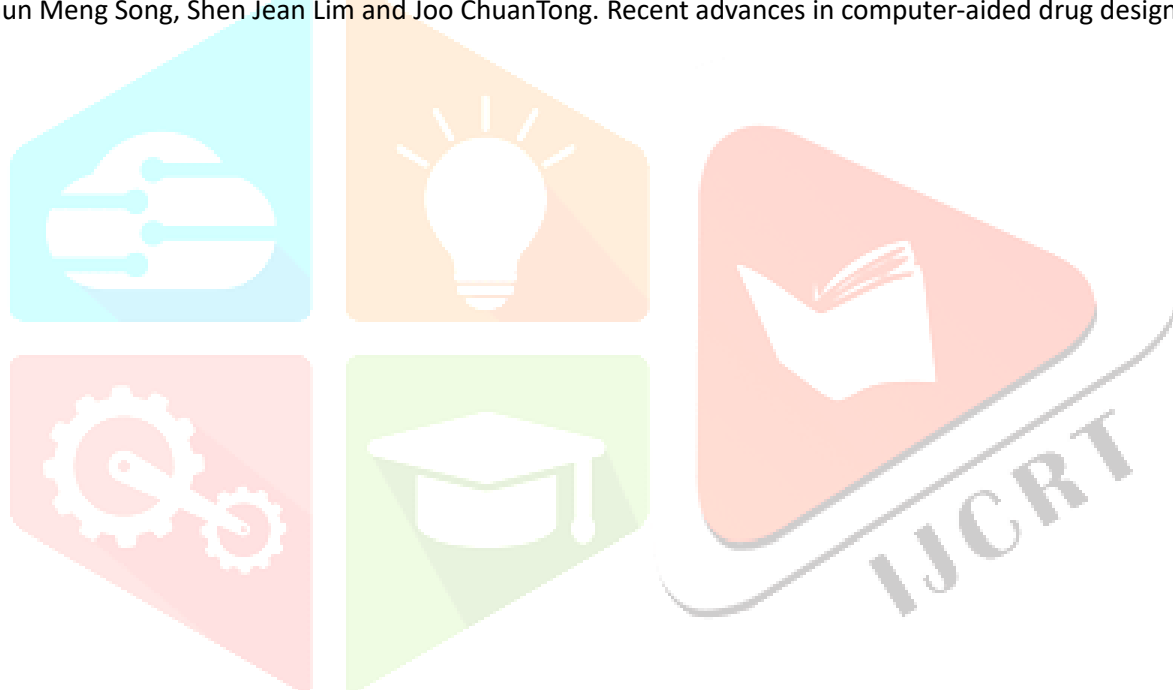 un Meng Song, Shen Jean Lim and Joo ChuanTong. Recent advances in computer-aided drug design
IJCRT